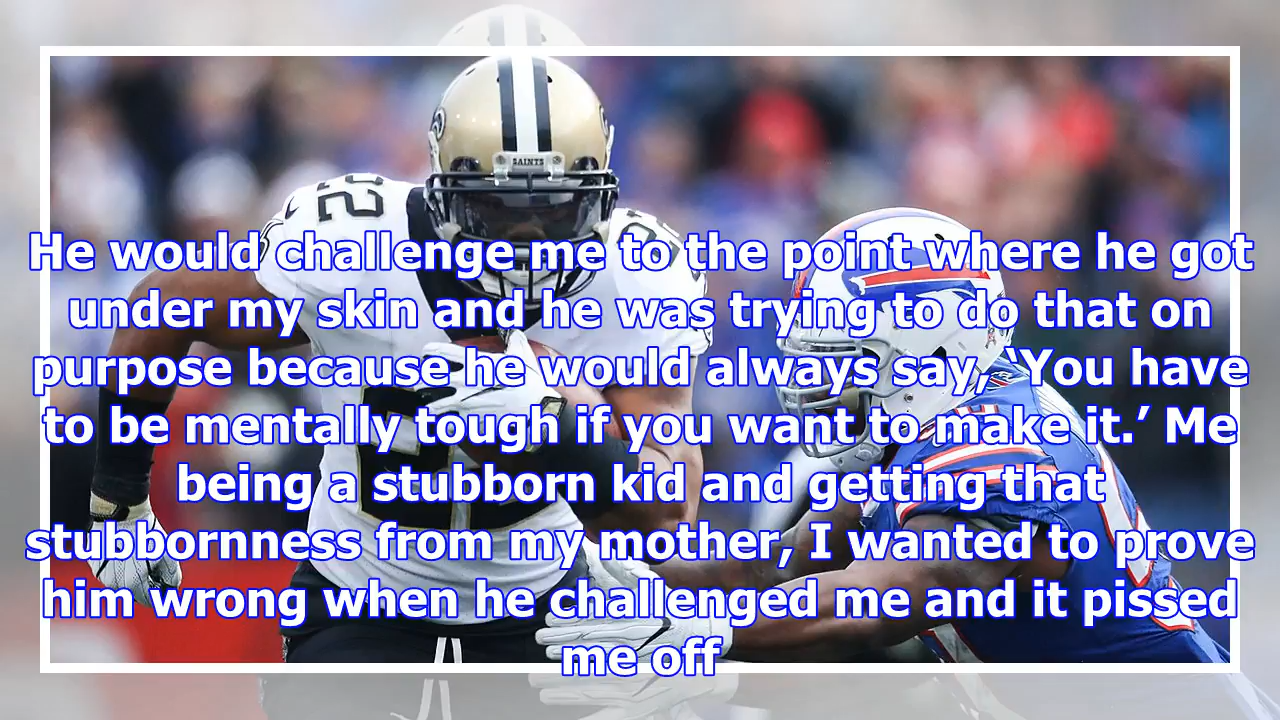 SAINTS
22
He would challenge me to the point where he got
under my skin and he was trying to do that on
purpose because he would always say, ‘You have
to be mentally tough if you want to make it.’ Me
being a stubborn kid and getting that
stubbornness from my mother, I wanted to prove
him wrong when he challenged me and it pissed
me off